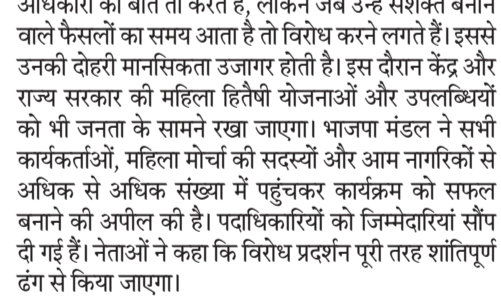 अधिकारों की बात तो करते हैं, लेकिन जब उन्हें सशक्त बनाने
वाले फैसलों का समय आता है तो विरोध करने लगते हैं। इससे
उनकी दोहरी मानसिकता उजागर होती है। इस दौरान केंद्र और
राज्य सरकार की महिला हितैषी योजनाओं और उपलब्धियों
को भी जनता के सामने रखा जाएगा। भाजपा मंडल ने सभी
कार्यकर्ताओं, महिला मोर्चा की सदस्यों और आम नागरिकों से
अधिक से अधिक संख्या में पहुंचकर कार्यक्रम को सफल
बनाने की अपील की है। पदाधिकारियों को जिम्मेदारियां सौंप
दी गई हैं। नेताओं ने कहा कि विरोध प्रदर्शन पूरी तरह शांतिपूर्ण
ढंग से किया जाएगा।